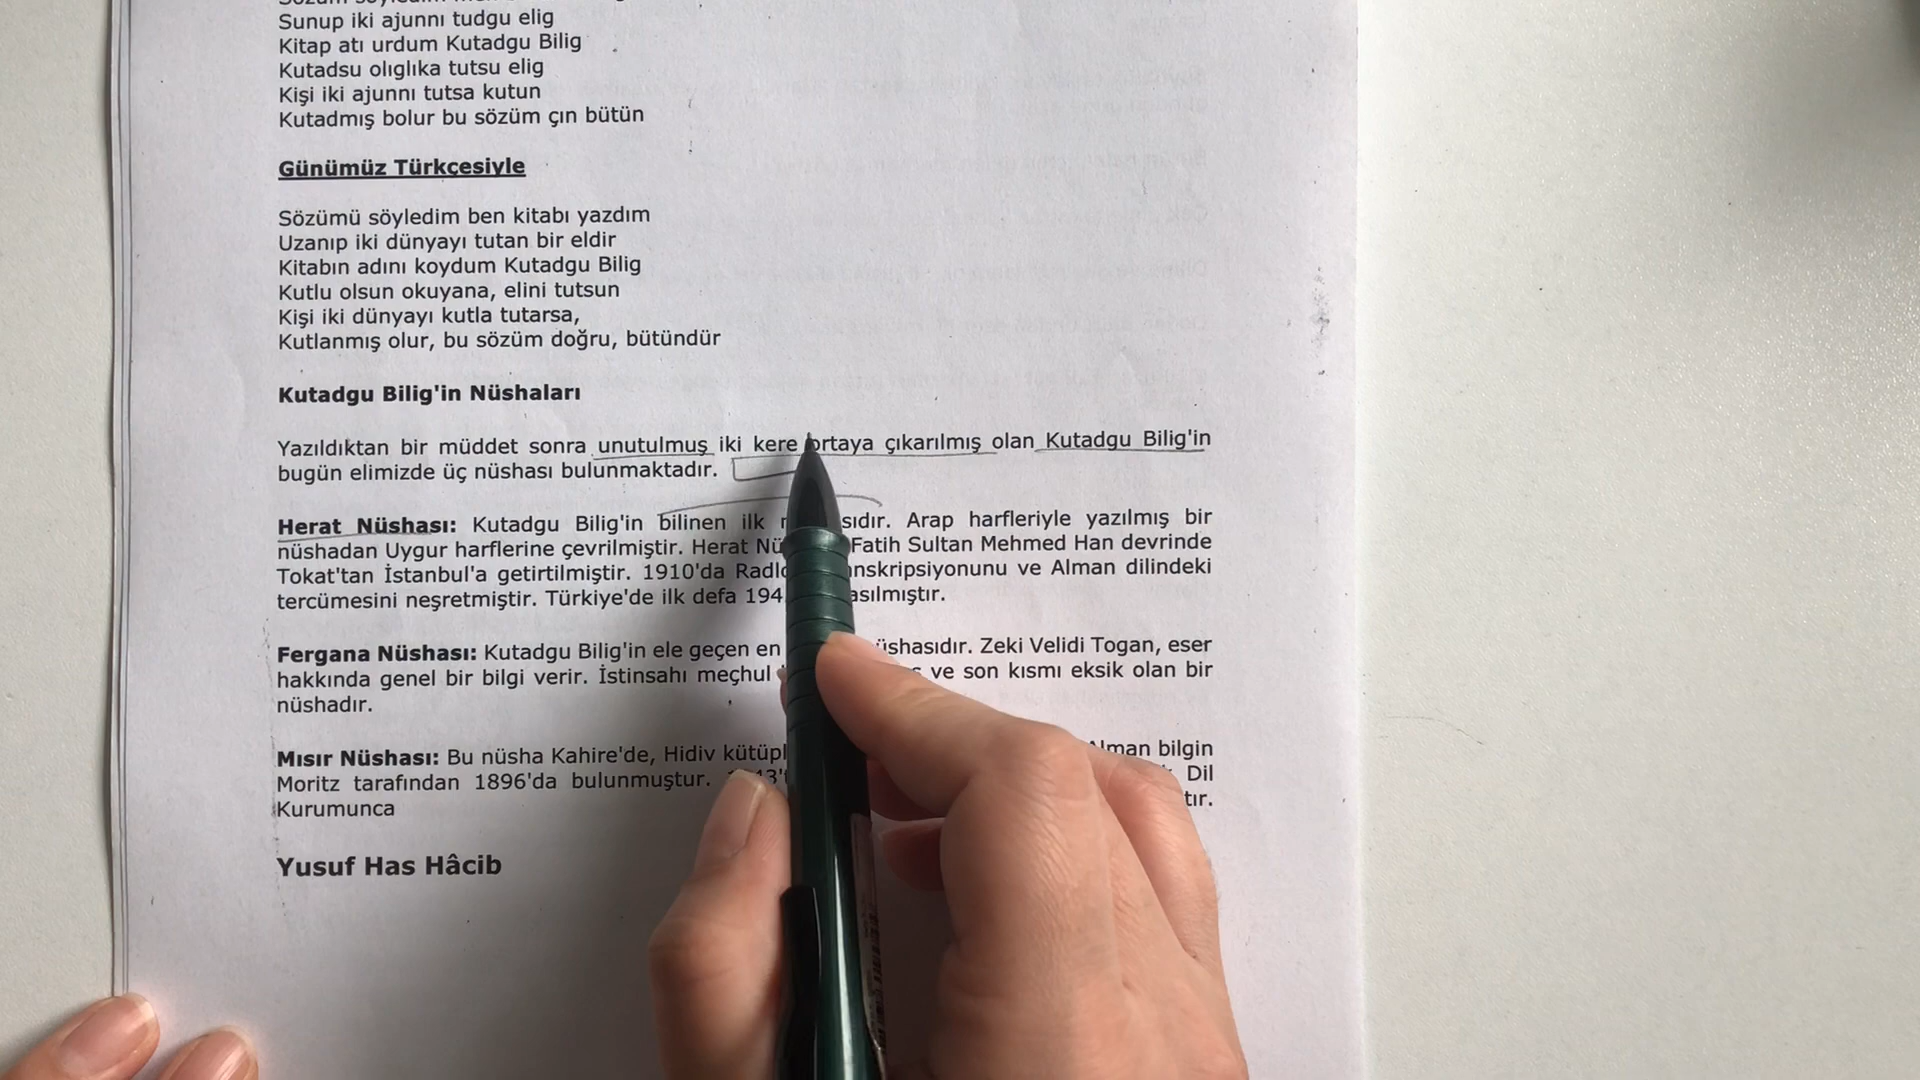 Sunup iki ajunnı tudgu elig
Kitap atı urdum Kutadgu Bilig
Kutadsu olıglıka tutsu elig
Kişi iki ajunnı tutsa kutun
Kutadmış bolur bu sözüm çın bütün
Günümüz Türkçesiyle
Sözümü söyledim ben kitabı yazdım
Uzanıp iki dünyayı tutan bir eldir
Kitabın adını koydum Kutadgu Bilig
Kutlu olsun okuyana, elini tutsun
Kişi iki dünyayı kutla tutarsa,
Kutlanmış olur, bu sözüm doğru, bütündür
Kutadgu Bilig'in Nüshaları
Yazıldıktan bir müddet sonra unutulmuş iki kere ortaya çıkarılmış olan Kutadgu Bilig'in
bugün elimizde üç nüshası bulunmaktadır.
Herat Nüshası: Kutadgu Bilig'in bilinen ilk Arap harfleriyle yazılmış bir
nüshadan Uygur harflerine çevrilmiştir. Herat Fatih Sultan Mehmed Han devrinde
Tokat'tan İstanbul'a getirtilmiştir. 1910'da ve Alman dilindeki
tercümesini neşretmiştir. Türkiye'de ilk defa
Fergana Nüshası: Kutadgu Bilig'in ele geçen en Zeki Velidi Togan, eser
hakkında genel bir bilgi verir. İstinsahı meçhul ve son kısmı eksik olan bir
nüshadır.
Mısır Nüshası: Bu nüsha Kahire'de, Hidiv Alman bilgin
Moritz tarafından 1896'da bulunmuştur. Dil
Kurumunca
Yusuf Has Hâcib